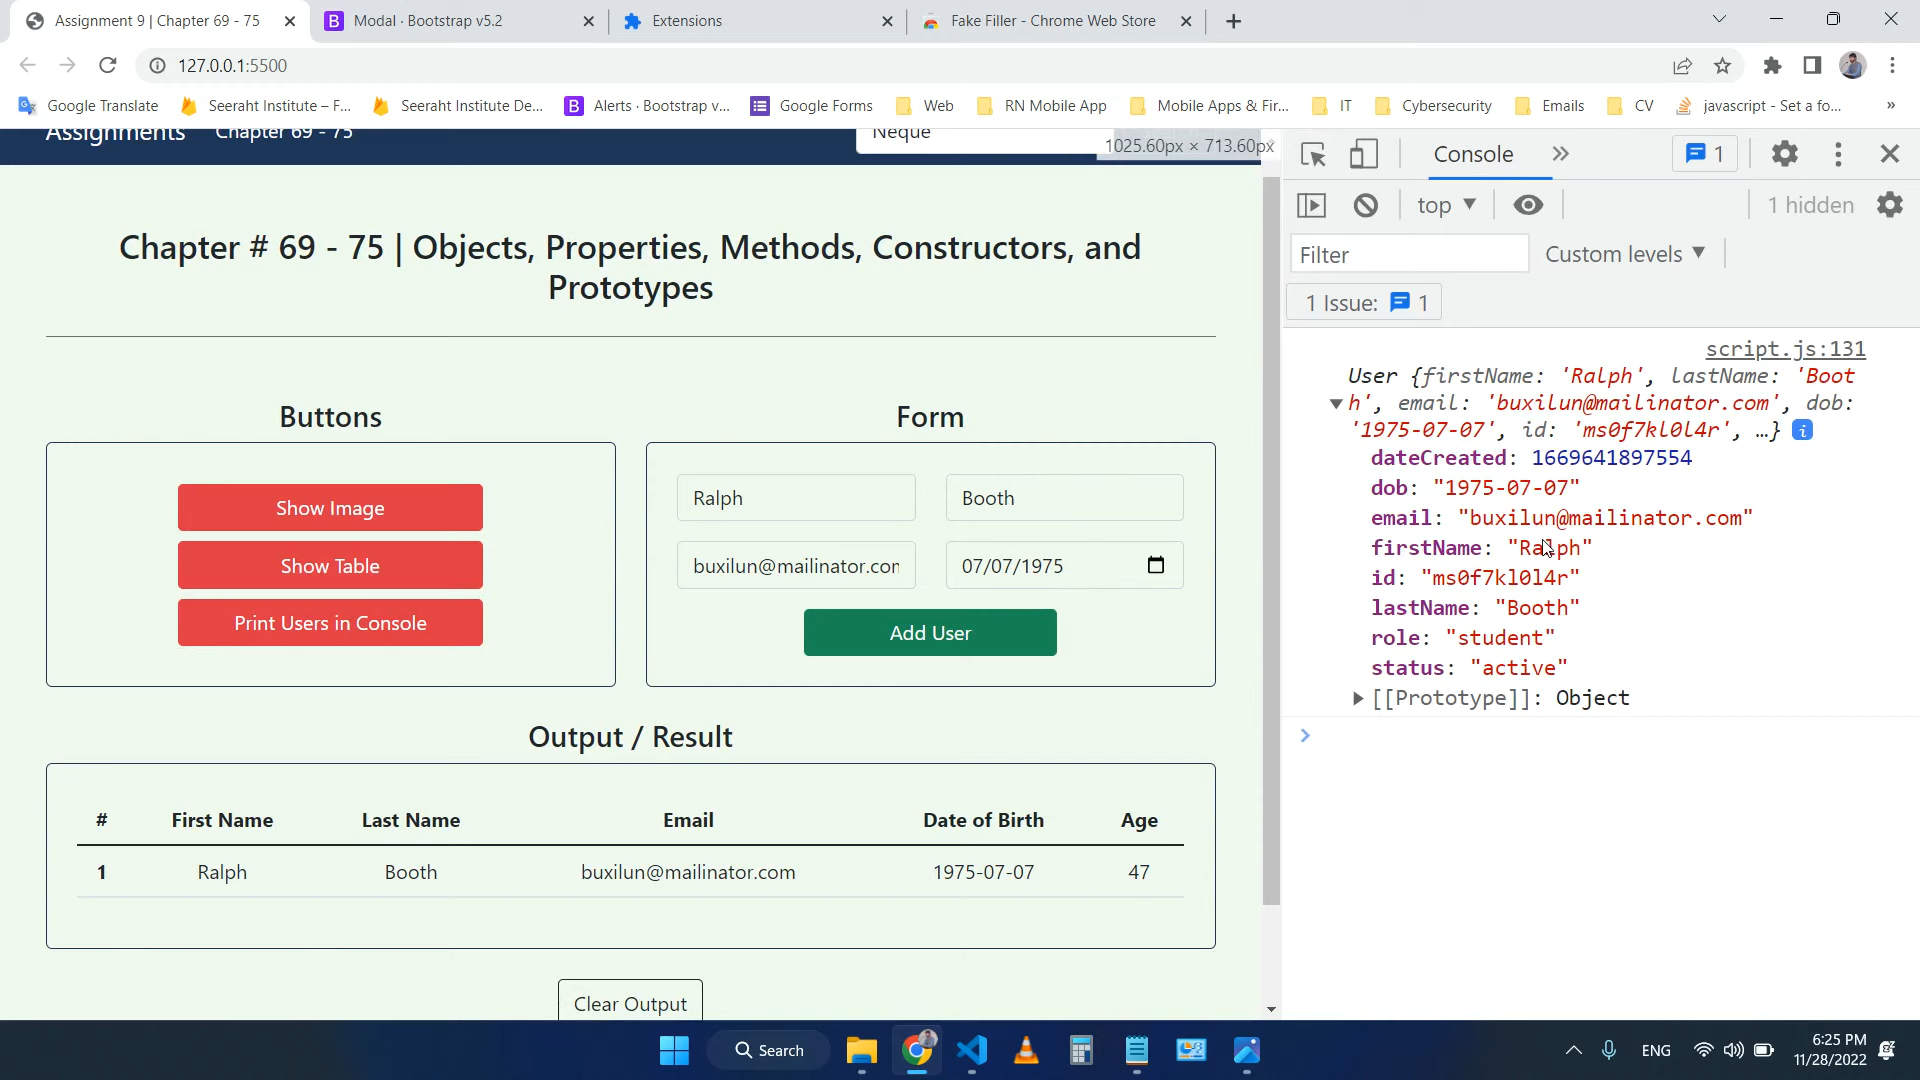 Assignment 9 | Chapter 69 - 75
Modal · Bootstrap v5.2
Extensions
Fake Filler - Chrome Web Store
127.0.0.1:5500
Google Translate
Seeraht Institute – F...
Seeraht Institute De...
Alerts · Bootstrap v...
Google Forms
Web
RN Mobile App
Mobile Apps & Fir...
IT
Cybersecurity
Emails
CV
javascript - Set a fo...
»
Assignments
Chapter 69 - 75
Neque
1025.60px × 713.60px
Chapter # 69 - 75 | Objects, Properties, Methods, Constructors, and
Prototypes
Buttons
Show Image
Show Table
Print Users in Console
Form
Ralph
Booth
buxilun@mailinator.com
07/07/1975
Add User
Output / Result
# First Name Last Name Email Date of Birth Age
1 Ralph Booth buxilun@mailinator.com 1975-07-07 47
Clear Output
Console
1
top
1 hidden
Filter
Custom levels
1 Issue: 1
script.js:131
User {firstName: 'Ralph', lastName: 'Boot
h', email: 'buxilun@mailinator.com', dob:
'1975-07-07', id: 'ms0f7kl0l4r', …}
dateCreated: 1669641897554
dob: "1975-07-07"
email: "buxilun@mailinator.com"
firstName: "Ralph"
id: "ms0f7kl0l4r"
lastName: "Booth"
role: "student"
status: "active"
[[Prototype]]: Object
Search
ENG
6:25 PM
11/28/2022